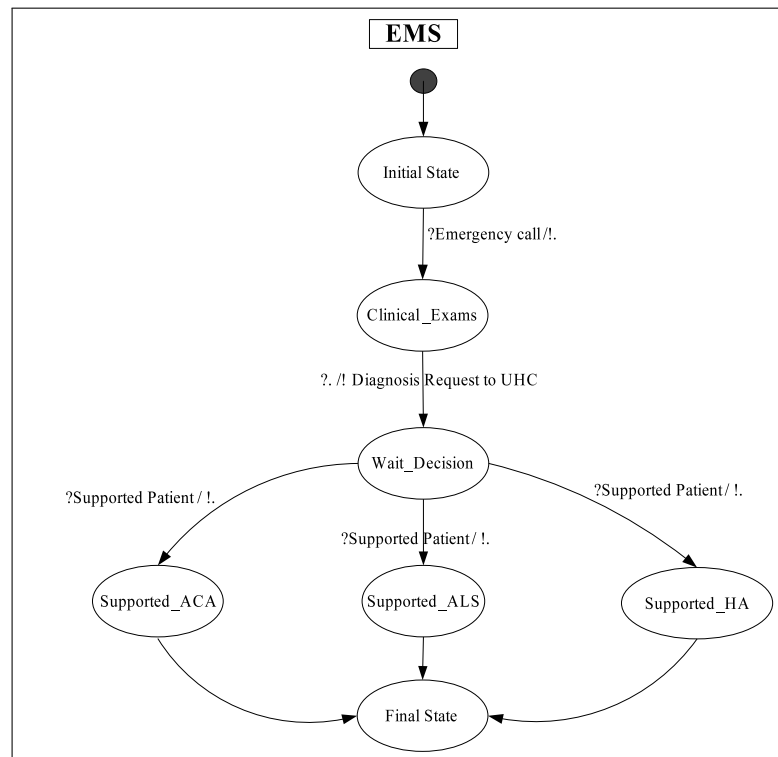 EMS
Initial State
?Emergency call/!.
Clinical_Exams
?. /! Diagnosis Request to UHC
Wait_Decision
?Supported Patient / !.
?Supported Patient / !.
?Supported Patient / !.
Supported_ACA
Supported_ALS
Supported_HA
Final State